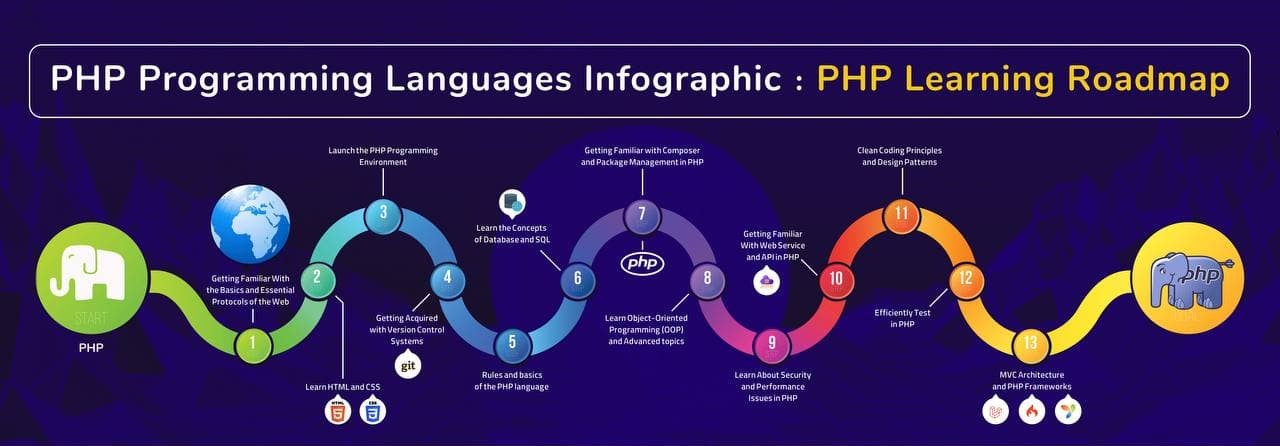 PHP Programming Languages Infographic : PHP Learning Roadmap
START
PHP
Getting Familiar With
the Basics and Essential
Protocols of the Web
1
2
Learn HTML and CSS
HTML
5
CSS
3
Launch the PHP Programming
Environment
3
4
Getting Acquired
with Version Control
Systems
git
5
Rules and basics
of the PHP language
Learn the Concepts
of Database and SQL
6
Getting Familiar with Composer
and Package Management in PHP
7
php
8
Learn Object-Oriented
Programming (OOP)
and Advanced topics
9
Learn About Security
and Performance
Issues in PHP
Getting Familiar
With Web Service
and API in PHP
10
Clean Coding Principles
and Design Patterns
11
12
Efficiently Test
in PHP
13
MVC Architecture
and PHP Frameworks
php